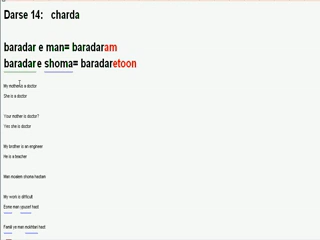 Darse 14: charda
baradar e man= baradaram
baradare shoma= baradaretoon
My mother is a doctor
She is a doctor
Your mother is doctor?
Yes she is doctor
My brother is an engineer
He is a teacher
Man moalem shoma hastam
My work is difficult
Esme man yousef hast
Famili ye man mokhtari hast